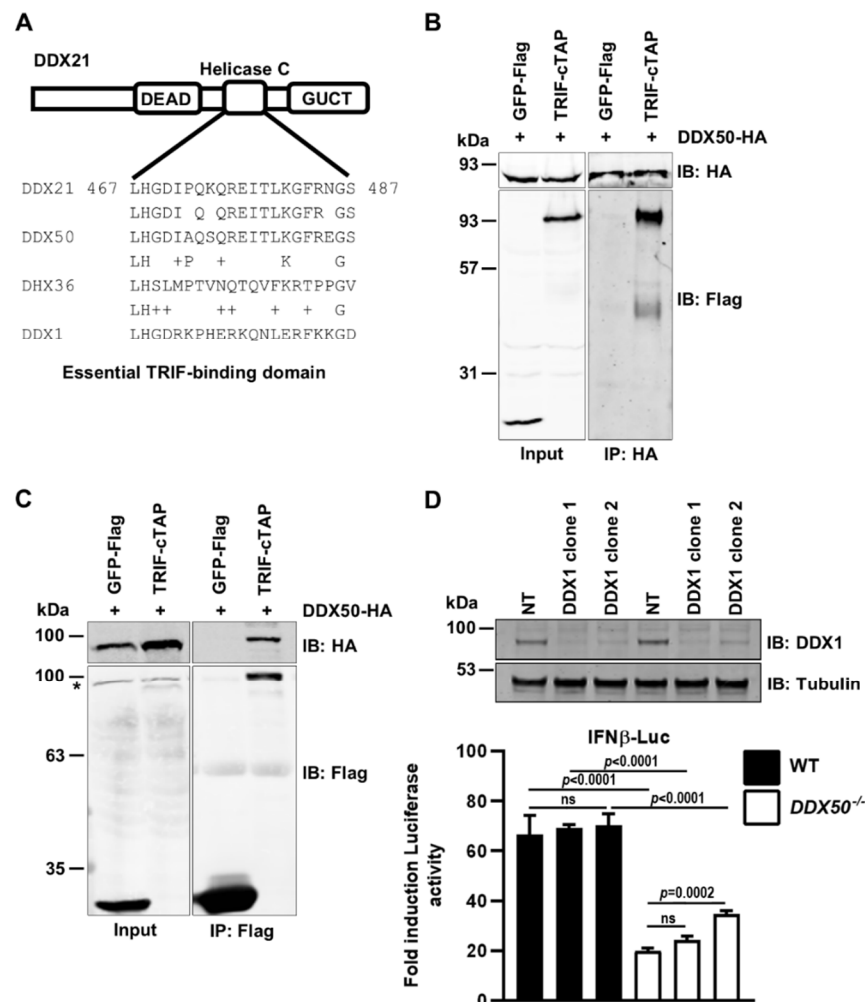 A
DDX21
Helicase C
DEAD
GUCT
DDX21 467 LHGDIPQKQREITLKGFRNGS 487
LHGDI Q QREITLKGFR GS
DDX50 LHGDIAQSQREITLKGFREGS
LH +P + K G
DHX36 LHSLMPTVNQTQVFKRTPPGV
LH++ ++ + + G
DDX1 LHGDRKPHERKQNLERFKKGD
Essential TRIF-binding domain
B
GFP-Flag
TRIF-cTAP
GFP-Flag
TRIF-cTAP
+ + + + DDX50-HA
kDa
93
IB: HA
93
57
IB: Flag
31
Input
IP: HA
C
GFP-Flag
TRIF-cTAP
GFP-Flag
TRIF-cTAP
+ + + + DDX50-HA
kDa
100
IB: HA
100
*
63
IB: Flag
35
Input
IP: Flag
D
NT
DDX1 clone 1
DDX1 clone 2
NT
DDX1 clone 1
DDX1 clone 2
kDa
100
IB: DDX1
53
IB: Tubulin
IFNβ-Luc
Fold induction Luciferase
activity
100
80
60
40
20
0
p<0.0001
p<0.0001
ns
p<0.0001
p=0.0002
ns
WT
DDX50-/-